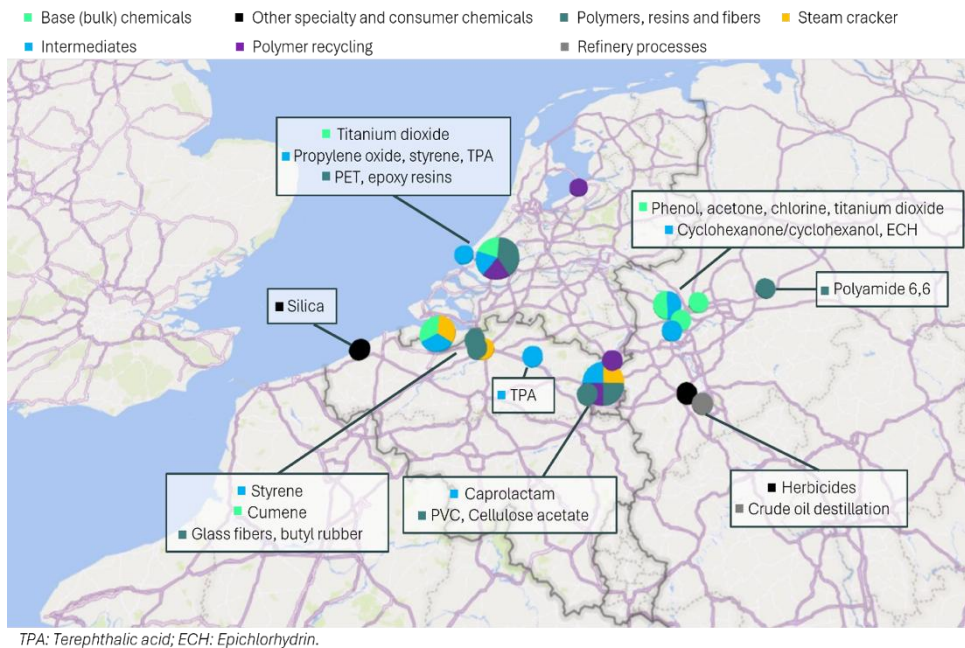 Base (bulk) chemicals
Other specialty and consumer chemicals
Polymers, resins and fibers
Steam cracker
Intermediates
Polymer recycling
Refinery processes
Titanium dioxide
Propylene oxide, styrene, TPA
PET, epoxy resins
Phenol, acetone, chlorine, titanium dioxide
Cyclohexanone/cyclohexanol, ECH
Polyamide 6,6
Silica
TPA
Styrene
Cumene
Glass fibers, butyl rubber
Caprolactam
PVC, Cellulose acetate
Herbicides
Crude oil destillation
TPA: Terephthalic acid; ECH: Epichlorhydrin.